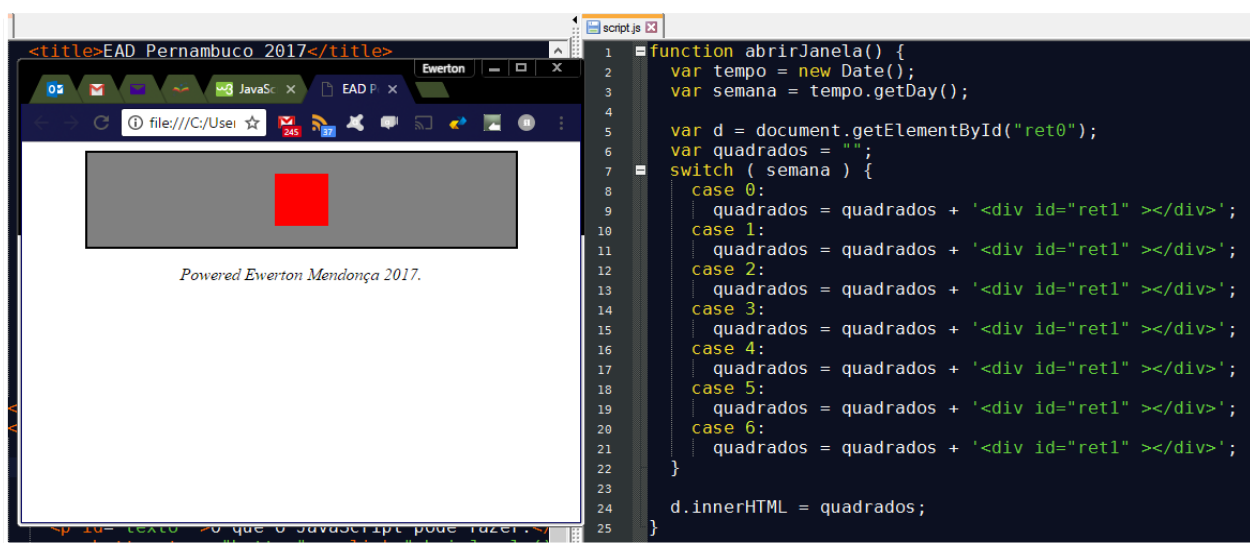 script.js
<title>EAD Pernambuco 2017</title>
Ewerton
JavaSc
EAD P
file:///C:/User
245
37
Powered Ewerton Mendonça 2017.
<p id="texto" >O que o JavaScript pode fazer.</
1 function abrirJanela() {
2 var tempo = new Date();
3 var semana = tempo.getDay();
4
5 var d = document.getElementById("ret0");
6 var quadrados = "";
7 switch ( semana ) {
8 case 0:
9 quadrados = quadrados + '<div id="ret1" ></div>';
10 case 1:
11 quadrados = quadrados + '<div id="ret1" ></div>';
12 case 2:
13 quadrados = quadrados + '<div id="ret1" ></div>';
14 case 3:
15 quadrados = quadrados + '<div id="ret1" ></div>';
16 case 4:
17 quadrados = quadrados + '<div id="ret1" ></div>';
18 case 5:
19 quadrados = quadrados + '<div id="ret1" ></div>';
20 case 6:
21 quadrados = quadrados + '<div id="ret1" ></div>';
22 }
23
24 d.innerHTML = quadrados;
25 }